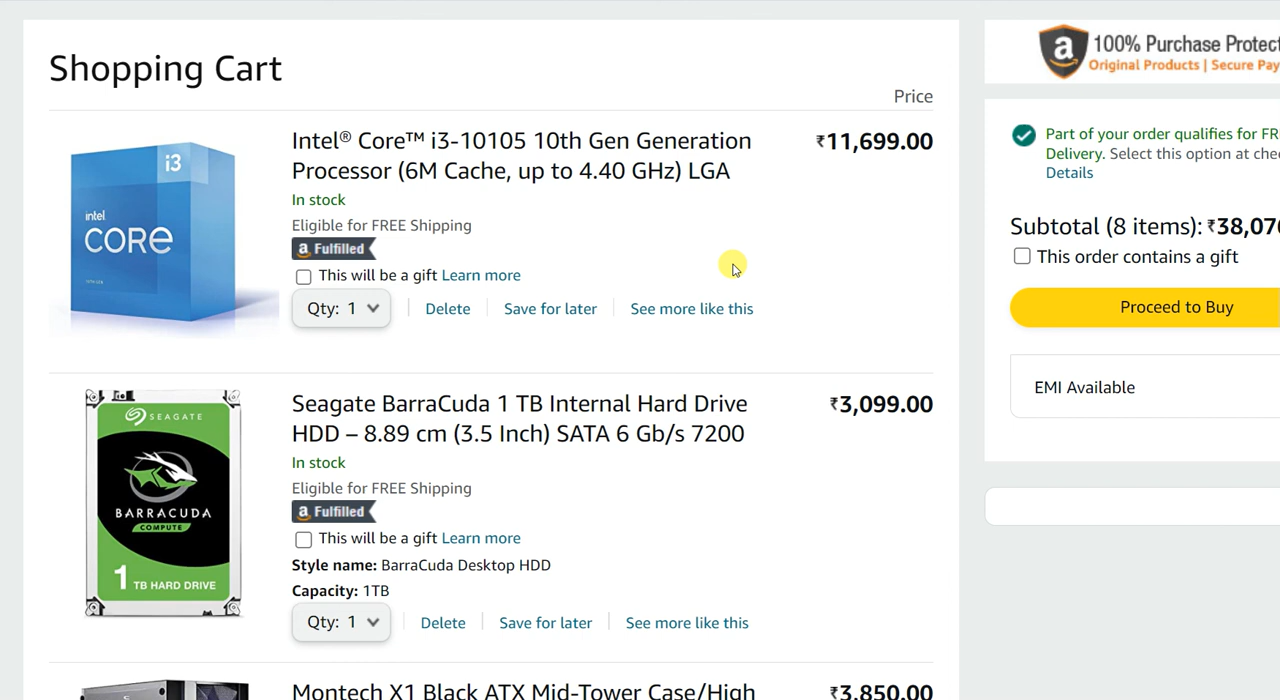 Shopping Cart
Price
Intel® Core™ i3-10105 10th Gen Generation
Processor (6M Cache, up to 4.40 GHz) LGA
₹11,699.00
In stock
Eligible for FREE Shipping
a Fulfilled
This will be a gift Learn more
Qty: 1
Delete
Save for later
See more like this
i3
intel
CORE
Seagate BarraCuda 1 TB Internal Hard Drive
HDD – 8.89 cm (3.5 Inch) SATA 6 Gb/s 7200
₹3,099.00
In stock
Eligible for FREE Shipping
a Fulfilled
This will be a gift Learn more
Style name: BarraCuda Desktop HDD
Capacity: 1TB
Qty: 1
Delete
Save for later
See more like this
SEAGATE
BARRACUDA
COMPUTE
1 TB HARD DRIVE
Montech X1 Black ATX Mid-Tower Case/High
₹3,850.00
a
100% Purchase Protect
Original Products | Secure Pay
Part of your order qualifies for FR
Delivery. Select this option at che
Details
Subtotal (8 items): ₹38,070
This order contains a gift
Proceed to Buy
EMI Available